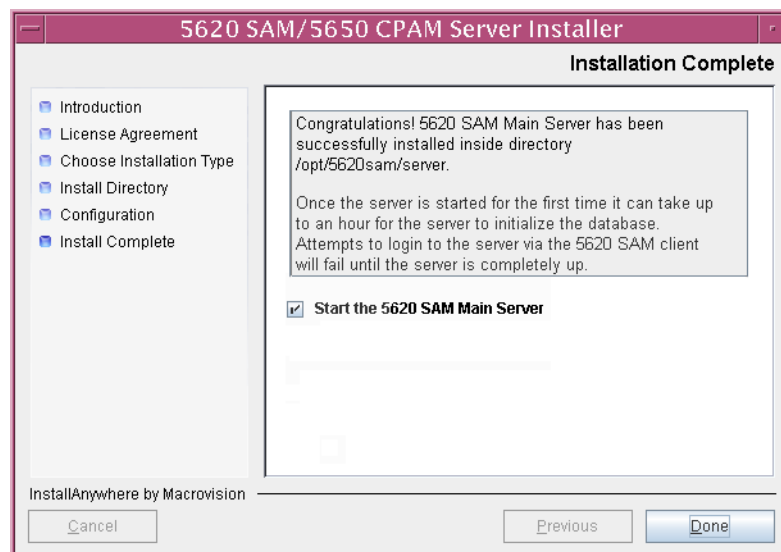 5620 SAM/5650 CPAM Server Installer
Installation Complete
Introduction
License Agreement
Choose Installation Type
Install Directory
Configuration
Install Complete
Congratulations! 5620 SAM Main Server has been
successfully installed inside directory
/opt/5620sam/server.
Once the server is started for the first time it can take up
to an hour for the server to initialize the database.
Attempts to login to the server via the 5620 SAM client
will fail until the server is completely up.
Start the 5620 SAM Main Server
InstallAnywhere by Macrovision
Cancel
Previous
Done